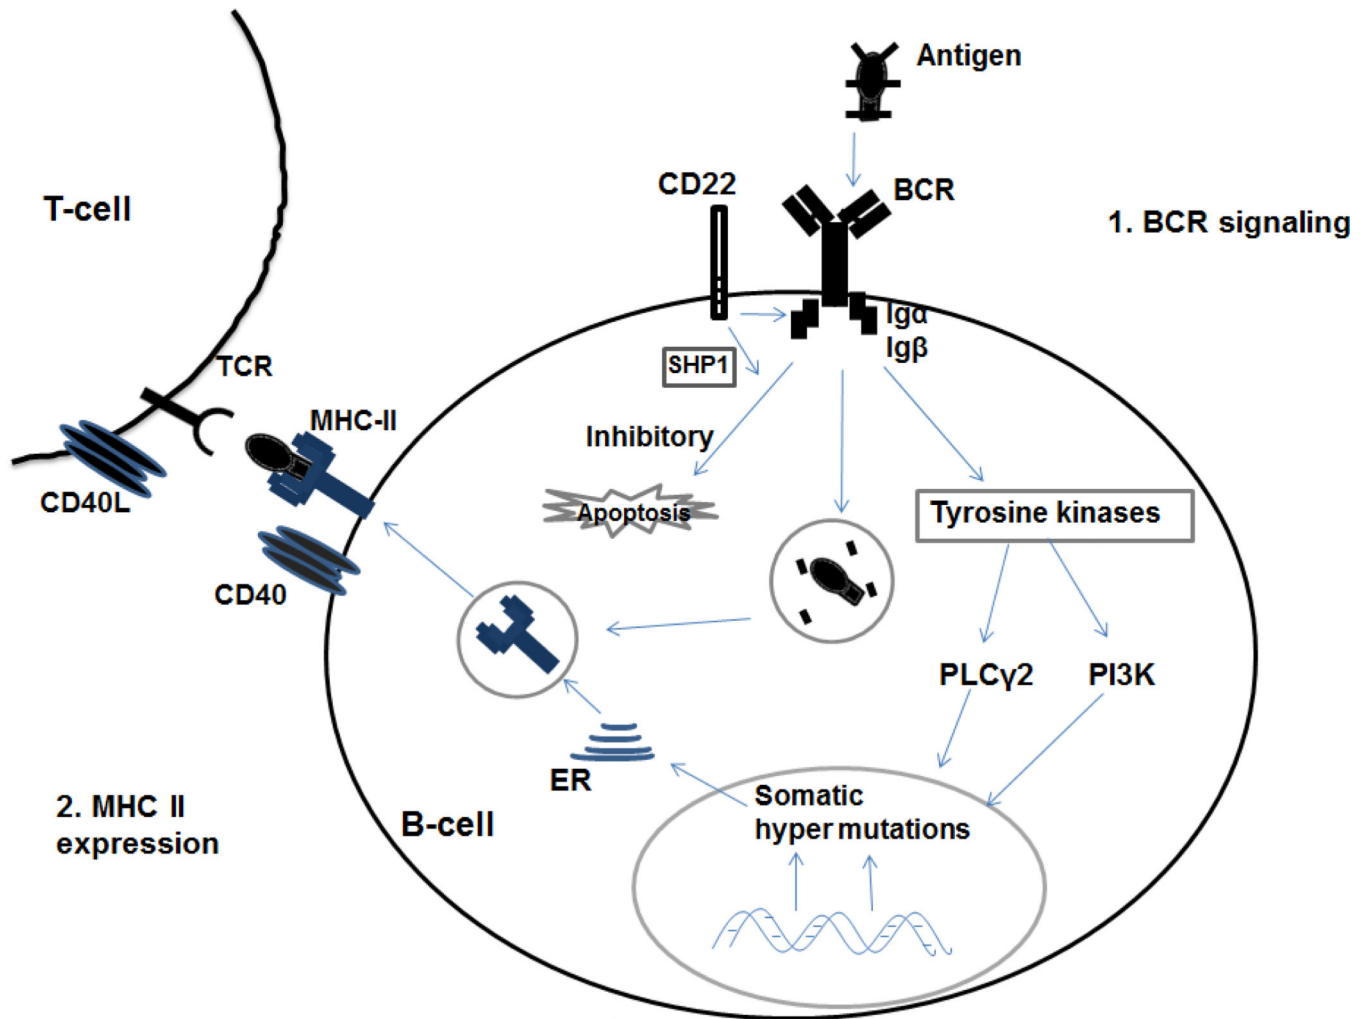 Antigen
CD22
BCR
T-cell
1. BCR signaling
Igα
Igβ
SHP1
TCR
MHC-II
Inhibitory
CD40L
Apoptosis
Tyrosine kinases
CD40
PLCγ2
PI3K
ER
Somatic
hyper mutations
2. MHC II
expression
B-cell